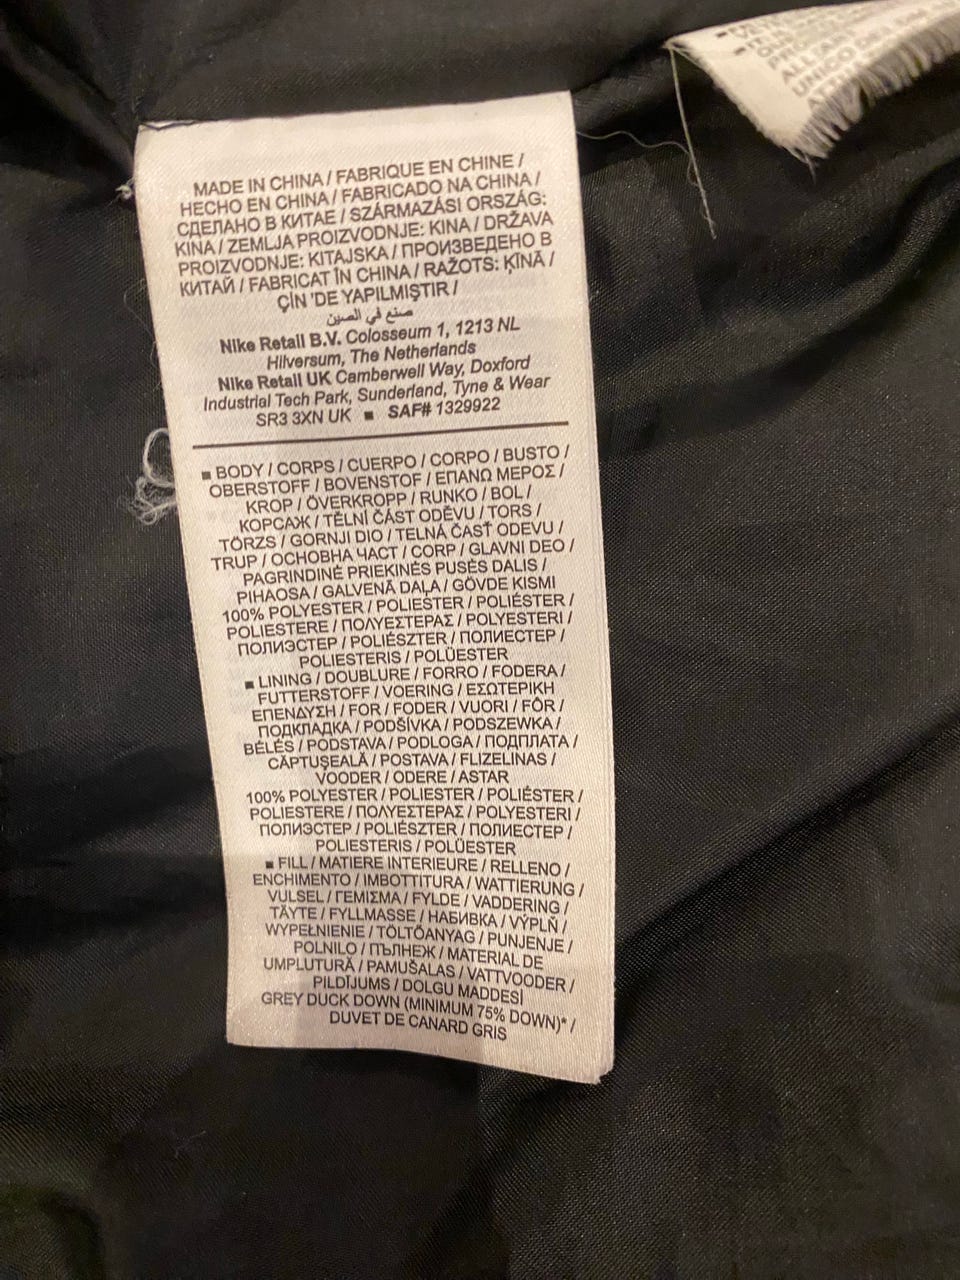 MADE IN CHINA / FABRIQUE EN CHINE /
HECHO EN CHINA / FABRICADO NA CHINA /
СДЕЛАНО В КИТАЕ / SZÁRMAZÁSI ORSZÁG:
KINA / ZEMLJA PROIZVODNJE: KINA / DRŽAVA
PROIZVODNJE: KITAJSKA / ПРОИЗВЕДЕНО В
КИТАЙ / FABRICAT ÎN CHINA / RAŽOTS: ĶĪNĀ /
ÇİN 'DE YAPILMIŞTIR /
صنع في الصين
Nike Retail B.V. Colosseum 1, 1213 NL
Hilversum, The Netherlands
Nike Retail UK Camberwell Way, Doxford
Industrial Tech Park, Sunderland, Tyne & Wear
SR3 3XN UK ■ SAF# 1329922
■ BODY / CORPS / CUERPO / CORPO / BUSTO /
OBERSTOFF / BOVENSTOF / ΕΠΑΝΩ ΜΕΡΟΣ /
KROP / ÖVERKROPP / RUNKO / BOL /
КОРСАЖ / TĚLNÍ ČÁST ODĚVU / TORS /
TÖRZS / GORNJI DIO / TELNÁ ČASŤ ODEVU /
TRUP / ОСНОВНА ЧАСТ / CORP / GLAVNI DEO /
PAGRINDINĖ PRIEKINĖS PUSĖS DALIS /
PIHAOSA / GALVENĀ DAĻA / GÖVDE KISMI
100% POLYESTER / POLIESTER / POLIÉSTER /
POLIESTERE / ΠΟΛΥΕΣΤΕΡΑΣ / POLYESTERI /
ПОЛИЭСТЕР / POLIÉSZTER / ПОЛИЕСТЕР /
POLIESTERIS / POLÜESTER
■ LINING / DOUBLURE / FORRO / FODERA /
FUTTERSTOFF / VOERING / ΕΣΩΤΕΡΙΚΗ
ΕΠΕΝΔΥΣΗ / FOR / FODER / VUORI / FÔR /
ПОДКЛАДКА / PODŠÍVKA / PODSZEWKA /
BÉLÉS / PODSTAVA / PODLOGA / ПОДПЛАТА /
CĂPTUȘEALĂ / POSTAVA / FLIZELINAS /
VOODER / ODERE / ASTAR
100% POLYESTER / POLIESTER / POLIÉSTER /
POLIESTERE / ΠΟΛΥΕΣΤΕΡΑΣ / POLYESTERI /
ПОЛИЭСТЕР / POLIÉSZTER / ПОЛИЕСТЕР /
POLIESTERIS / POLÜESTER
■ FILL / MATIERE INTERIEURE / RELLENO /
ENCHIMENTO / IMBOTTITURA / WATTIERUNG /
VULSEL / ΓΕΜΙΣΜΑ / FYLDE / VADDERING /
TÄYTE / FYLLMASSE / НАБИВКА / VÝPLŇ /
WYPEŁNIENIE / TÖLTŐANYAG / PUNJENJE /
POLNILO / ПЪЛНЕЖ / MATERIAL DE
UMPLUTURĂ / PAMUŠALAS / VATTVOODER /
PILDĪJUMS / DOLGU MADDESİ
GREY DUCK DOWN (MINIMUM 75% DOWN)* /
DUVET DE CANARD GRIS
UNICO